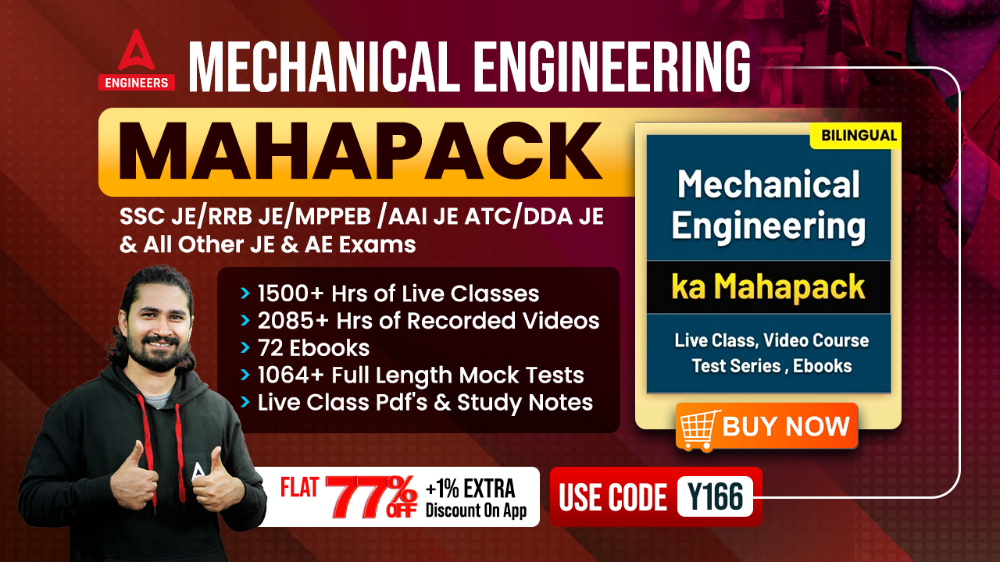 ENGINEERS
MECHANICAL ENGINEERING
MAHAPACK
SSC JE/RRB JE/MPPEB /AAI JE ATC/DDA JE
& All Other JE & AE Exams
> 1500+ Hrs of Live Classes
> 2085+ Hrs of Recorded Videos
> 72 Ebooks
> 1064+ Full Length Mock Tests
> Live Class Pdf's & Study Notes
BILINGUAL
Mechanical
Engineering
ka Mahapack
Live Class, Video Course
Test Series , Ebooks
BUY NOW
FLAT 77% OFF
+1% EXTRA
Discount On App
USE CODE Y166